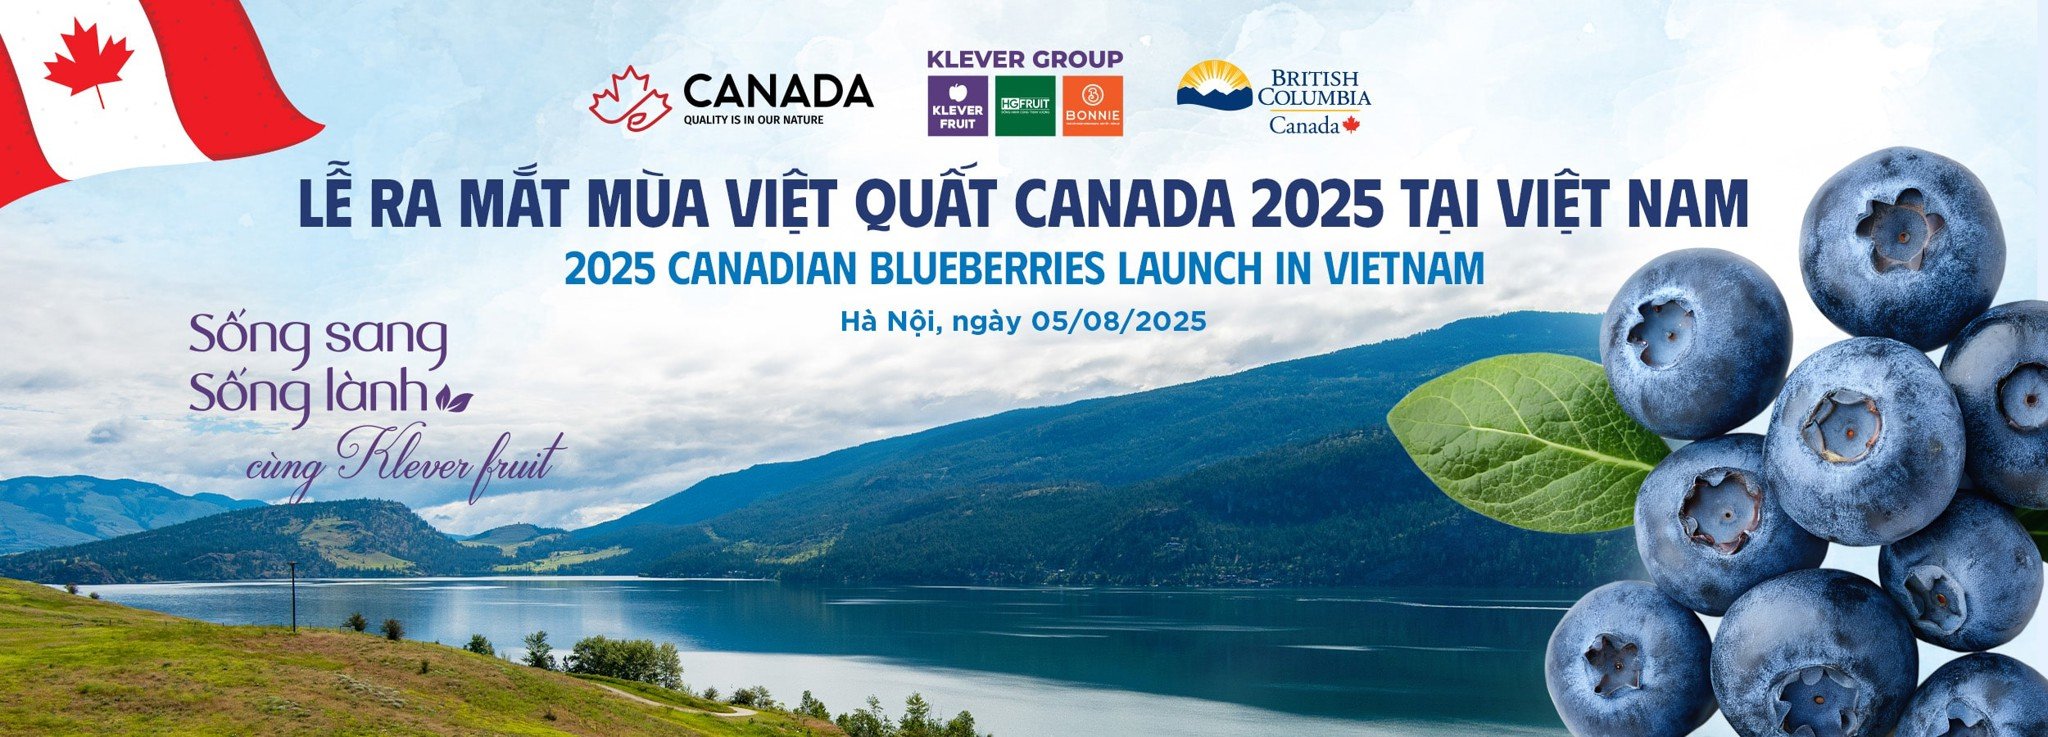 CANADA
QUALITY IS IN OUR NATURE
KLEVER GROUP
KLEVER
FRUIT
HGFRUIT
BONNIE
BRITISH
COLUMBIA
Canada
LỄ RA MẮT MÙA VIỆT QUẤT CANADA 2025 TẠI VIỆT NAM
2025 CANADIAN BLUEBERRIES LAUNCH IN VIETNAM
Hà Nội, ngày 05/08/2025
Sống sang
Sống lành
cùng Klever fruit